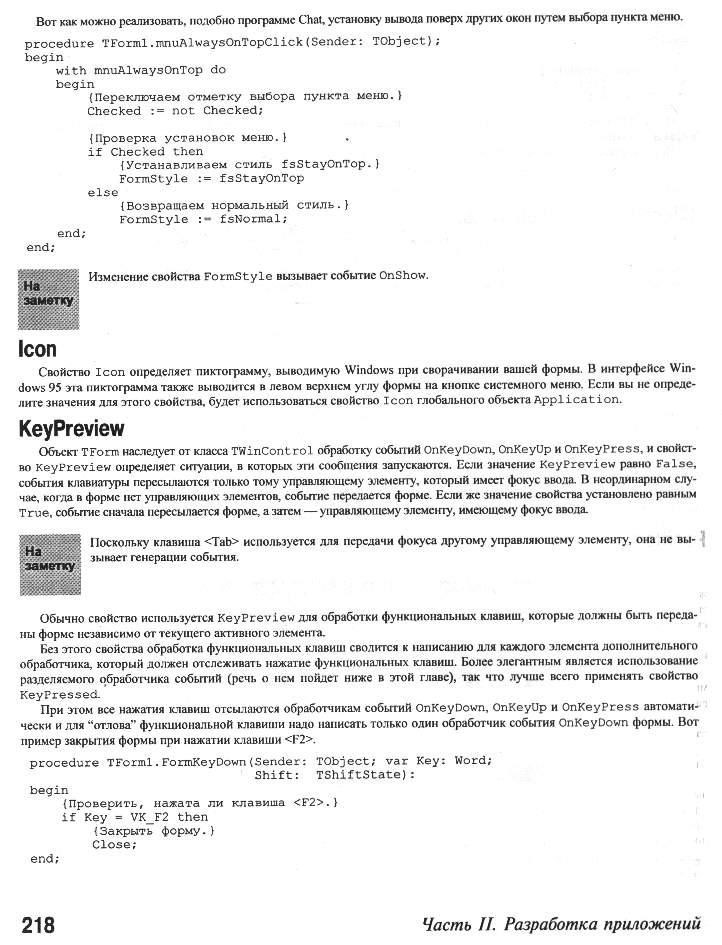 Вот как можно реализовать, подобно программе Chat, установку вывода поверх других окон путем выбора пункта меню.
procedure TForm1.mnuAlwaysOnTopClick(Sender: TObject);
begin
with mnuAlwaysOnTop do
begin
{Переключаем отметку выбора пункта меню.}
Checked := not Checked;
{Проверка установок меню.}
if Checked then
{Устанавливаем стиль fsStayOnTop.}
FormStyle := fsStayOnTop
else
{Возвращаем нормальный стиль.}
FormStyle := fsNormal;
end;
end;
На
заметку
Изменение свойства FormStyle вызывает событие OnShow.
Icon
Свойство Icon определяет пиктограмму, выводимую Windows при сворачивании вашей формы. В интерфейсе Win-
dows 95 эта пиктограмма также выводится в левом верхнем углу формы на кнопке системного меню. Если вы не опреде-
лите значения для этого свойства, будет использоваться свойство Icon глобального объекта Application.
KeyPreview
Объект TForm наследует от класса TWinControl обработку событий OnKeyDown, OnKeyUp и OnKeyPress, и свойст-
во KeyPreview определяет ситуации, в которых эти сообщения запускаются. Если значение KeyPreview равно False,
события клавиатуры пересылаются только тому управляющему элементу, который имеет фокус ввода. В неординарном слу-
чае, когда в форме нет управляющих элементов, событие передается форме. Если же значение свойства установлено равным
True, событие сначала пересылается форме, а затем — управляющему элементу, имеющему фокус ввода.
На
заметку
Поскольку клавиша <Tab> используется для передачи фокуса другому управляющему элементу, она не вы-
зывает генерации события.
Обычно свойство используется KeyPreview для обработки функциональных клавиш, которые должны быть переда-
ны форме независимо от текущего активного элемента.
Без этого свойства обработка функциональных клавиш сводится к написанию для каждого элемента дополнительного
обработчика, который должен отслеживать нажатие функциональных клавиш. Более элегантным является использование
разделяемого обработчика событий (речь о нем пойдет ниже в этой главе), так что лучше всего применять свойство
KeyPressed.
При этом все нажатия клавиш отсылаются обработчикам событий OnKeyDown, OnKeyUp и OnKeyPress автомати-
чески и для “отлова” функциональной клавиши надо написать только один обработчик события OnKeyDown формы. Вот
пример закрытия формы при нажатии клавиши <F2>.
procedure TForm1.FormKeyDown(Sender: TObject; var Key: Word;
Shift: TShiftState):
begin
{Проверить, нажата ли клавиша <F2>.}
if Key = VK_F2 then
{Закрыть форму.}
Close;
end;
218
Часть II. Разработка приложений